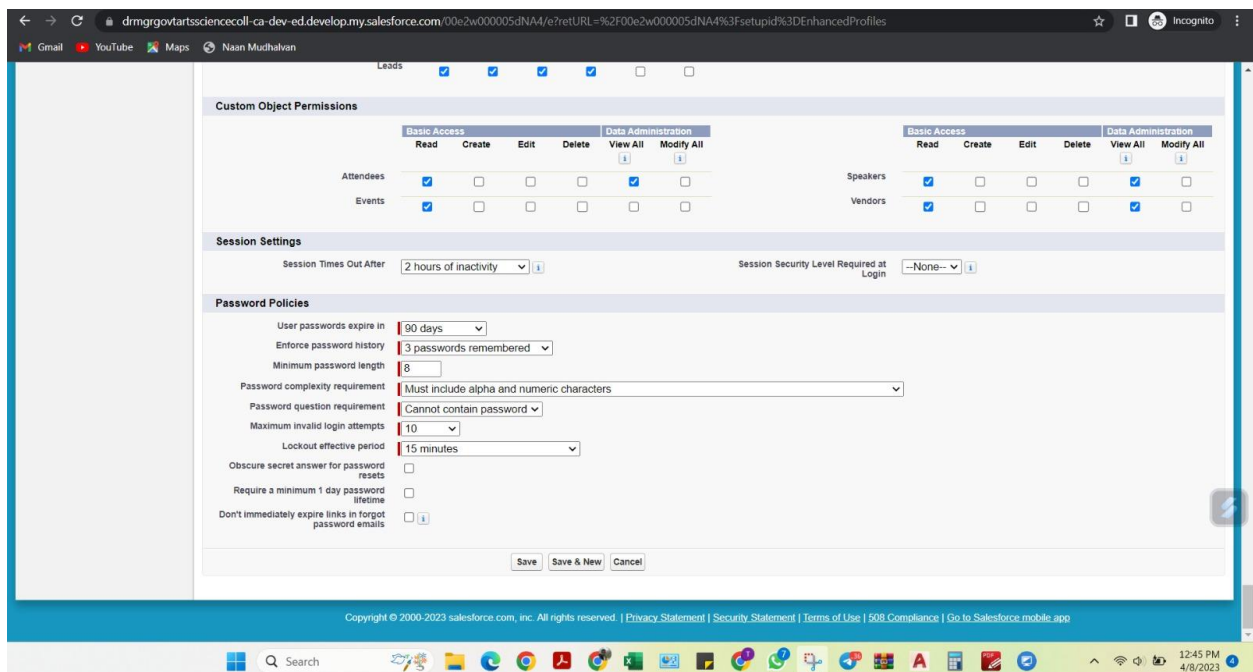 drmgrgovtartssciencecoll-ca-dev-ed.develop.my.salesforce.com/00e2w000005dNA4/e?retURL=%2F00e2w000005dNA4%3Fsetupid%3DEnhancedProfiles
Incognito
Gmail YouTube Maps Naan Mudhalvan
Leads
Custom Object Permissions
Basic Access Data Administration Basic Access Data Administration
Read Create Edit Delete View All Modify All Read Create Edit Delete View All Modify All
i i i i
Attendees Speakers
Events Vendors
Session Settings
Session Times Out After 2 hours of inactivity i Session Security Level Required at Login --None-- i
Password Policies
User passwords expire in 90 days
Enforce password history 3 passwords remembered
Minimum password length 8
Password complexity requirement Must include alpha and numeric characters
Password question requirement Cannot contain password
Maximum invalid login attempts 10
Lockout effective period 15 minutes
Obscure secret answer for password
resets
Require a minimum 1 day password
lifetime
Don't immediately expire links in forgot
password emails i
Save Save & New Cancel
Copyright © 2000-2023 salesforce.com, inc. All rights reserved. | Privacy Statement | Security Statement | Terms of Use | 508 Compliance | Go to Salesforce mobile app
Search
12:45 PM
4/8/2023 4